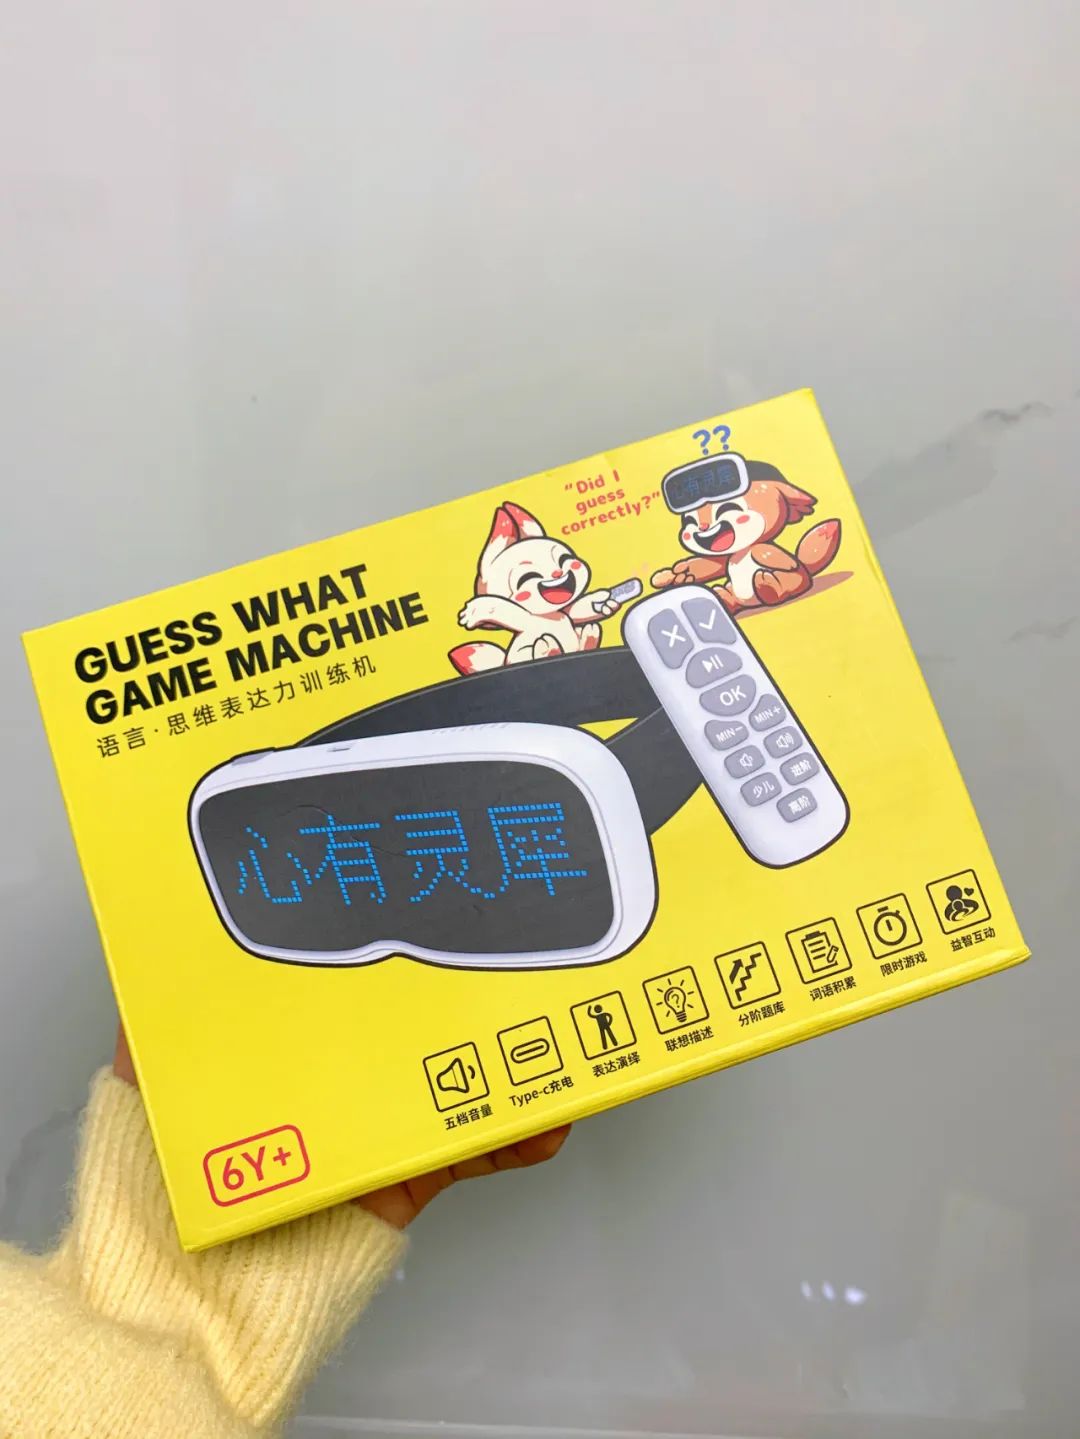 ??
心有灵犀
"Did I
guess
correctly?"
GUESS WHAT
GAME MACHINE
语言·思维表达力训练机
OK
MIN−
MIN+
少儿
进阶
高阶
心有灵犀
五档音量
Type-c充电
表达演绎
联想描述
分阶题库
词语积累
限时游戏
益智互动
6Y+